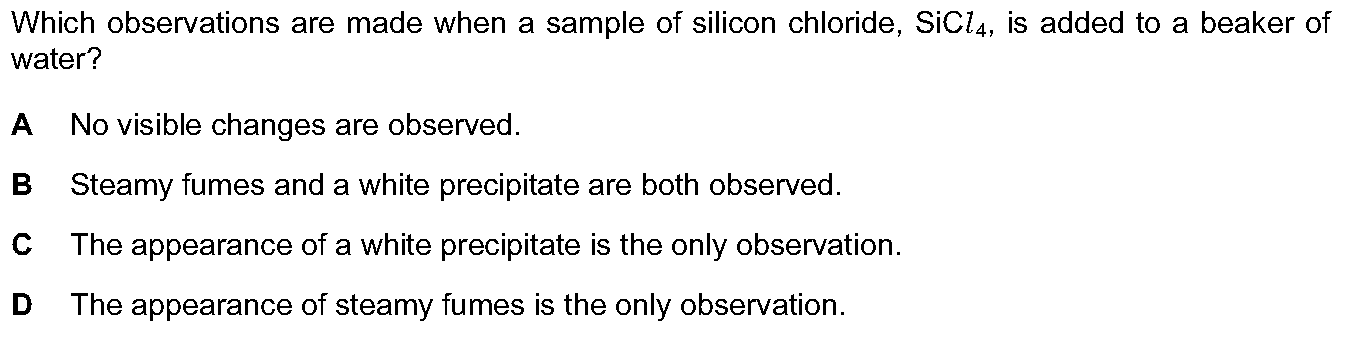 Which observations are made when a sample of silicon chloride, SiCl4, is added to a beaker of
water?
A No visible changes are observed.
B Steamy fumes and a white precipitate are both observed.
C The appearance of a white precipitate is the only observation.
D The appearance of steamy fumes is the only observation.